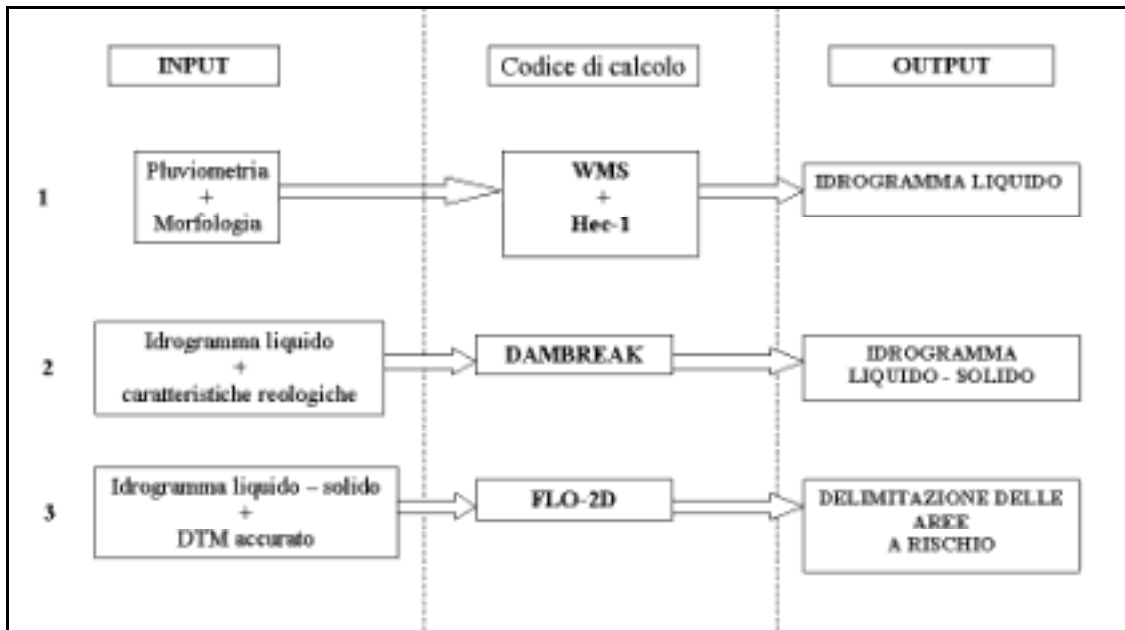 INPUT
Codice di calcolo
OUTPUT
1
Pluviometria
+
Morfologia
WMS
+
Hec-1
IDROGRAMMA LIQUIDO
2
Idrogramma liquido
+
caratteristiche reologiche
DAMBREAK
IDROGRAMMA
LIQUIDO - SOLIDO
3
Idrogramma liquido – solido
+
DTM accurato
FLO-2D
DELIMITAZIONE DELLE
AREE
A RISCHIO